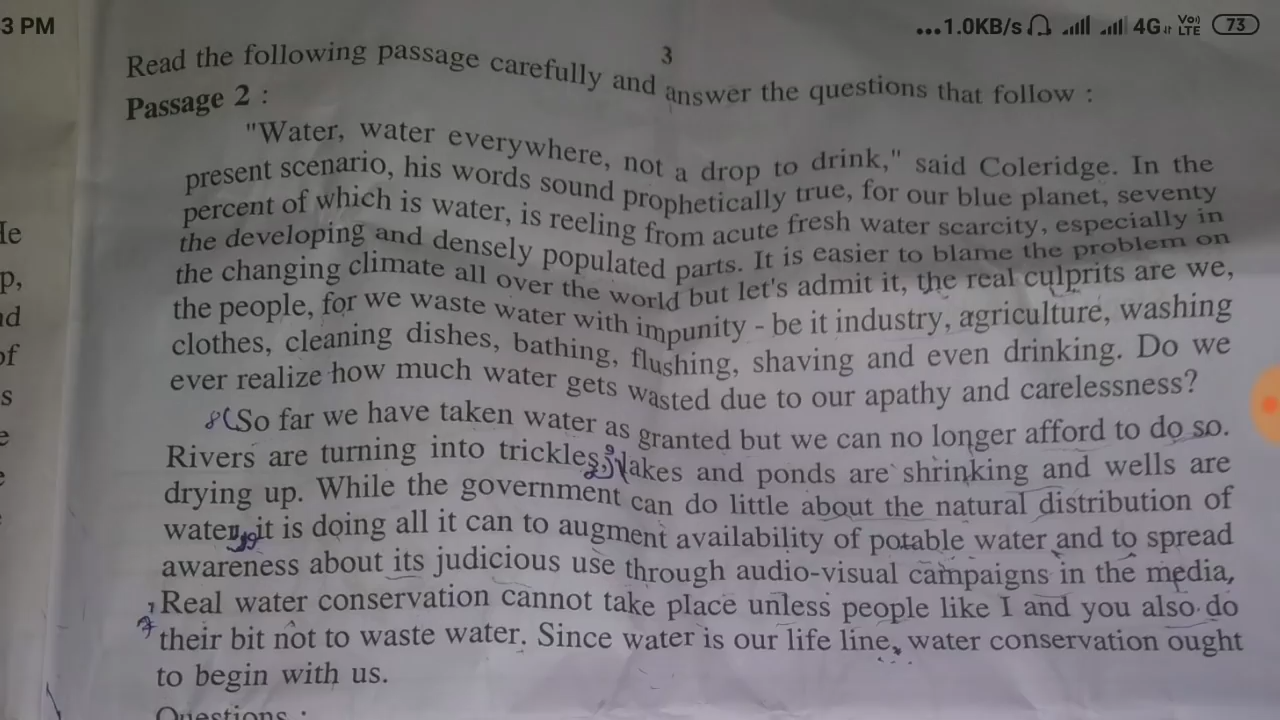 3 PM
...1.0KB/s 4G VoLTE 73
3
Read the following passage carefully and answer the questions that follow :
Passage 2 :
"Water, water everywhere, not a drop to drink," said Coleridge. In the
present scenario, his words sound prophetically true, for our blue planet, seventy
percent of which is water, is reeling from acute fresh water scarcity, especially in
the developing and densely populated parts. It is easier to blame the problem on
the changing climate all over the world but let's admit it, the real culprits are we,
the people, for we waste water with impunity - be it industry, agriculture, washing
clothes, cleaning dishes, bathing, flushing, shaving and even drinking. Do we
ever realize how much water gets wasted due to our apathy and carelessness?
8( So far we have taken water as granted but we can no longer afford to do so.
Rivers are turning into trickles, lakes and ponds are shrinking and wells are
drying up. While the government can do little about the natural distribution of
water, it is doing all it can to augment availability of potable water and to spread
awareness about its judicious use through audio-visual campaigns in the media,
Real water conservation cannot take place unless people like I and you also do
their bit not to waste water. Since water is our life line, water conservation ought
to begin with us.
Questions :